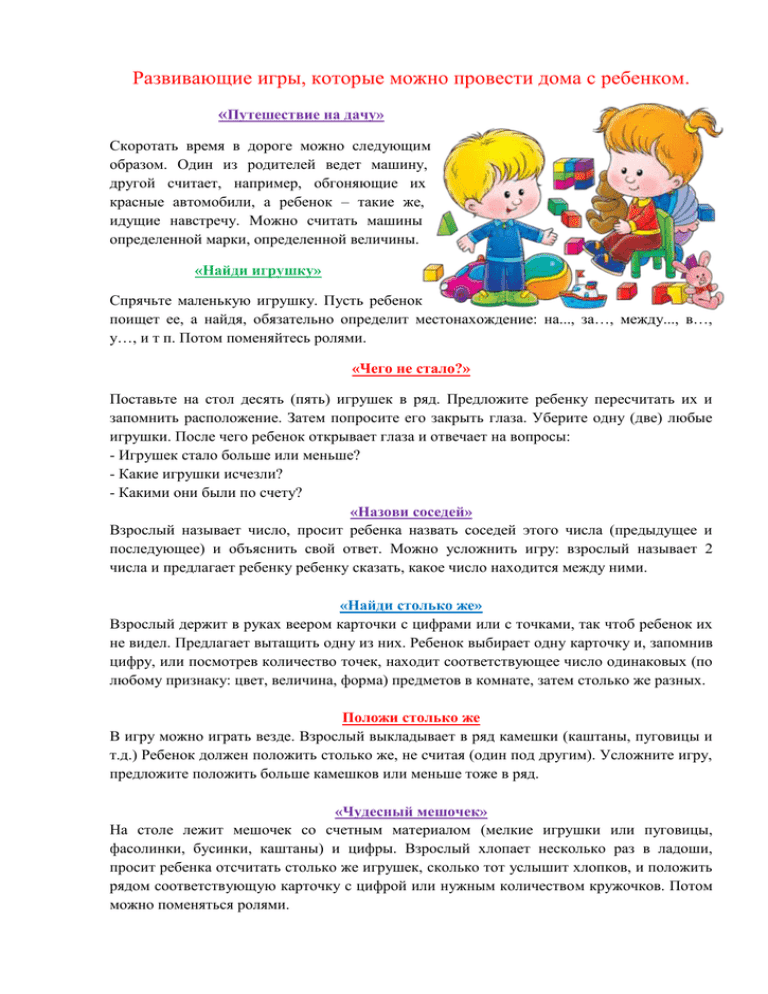 Развивающие игры, которые можно провести дома с ребенком.
«Путешествие на дачу»
Скоротать время в дороге можно следующим
образом. Один из родителей ведет машину,
другой считает, например, обгоняющие их
красные автомобили, а ребенок – такие же,
идущие навстречу. Можно считать машины
определенной марки, определенной величины.
«Найди игрушку»
Спрячьте маленькую игрушку. Пусть ребенок
поищет ее, а найдя, обязательно определит местонахождение: на..., за…, между..., в…,
у…, и т п. Потом поменяйтесь ролями.
«Чего не стало?»
Поставьте на стол десять (пять) игрушек в ряд. Предложите ребенку пересчитать их и
запомнить расположение. Затем попросите его закрыть глаза. Уберите одну (две) любые
игрушки. После чего ребенок открывает глаза и отвечает на вопросы:
- Игрушек стало больше или меньше?
- Какие игрушки исчезли?
- Какими они были по счету?
«Назови соседей»
Взрослый называет число, просит ребенка назвать соседей этого числа (предыдущее и
последующее) и объяснить свой ответ. Можно усложнить игру: взрослый называет 2
числа и предлагает ребенку ребенку сказать, какое число находится между ними.
«Найди столько же»
Взрослый держит в руках веером карточки с цифрами или с точками, так чтоб ребенок их
не видел. Предлагает вытащить одну из них. Ребенок выбирает одну карточку и, запомнив
цифру, или посмотрев количество точек, находит соответствующее число одинаковых (по
любому признаку: цвет, величина, форма) предметов в комнате, затем столько же разных.
Положи столько же
В игру можно играть везде. Взрослый выкладывает в ряд камешки (каштаны, пуговицы и
т.д.) Ребенок должен положить столько же, не считая (один под другим). Усложните игру,
предложите положить больше камешков или меньше тоже в ряд.
«Чудесный мешочек»
На столе лежит мешочек со счетным материалом (мелкие игрушки или пуговицы,
фасолинки, бусинки, каштаны) и цифры. Взрослый хлопает несколько раз в ладоши,
просит ребенка отсчитать столько же игрушек, сколько тот услышит хлопков, и положить
рядом соответствующую карточку с цифрой или нужным количеством кружочков. Потом
можно поменяться ролями.